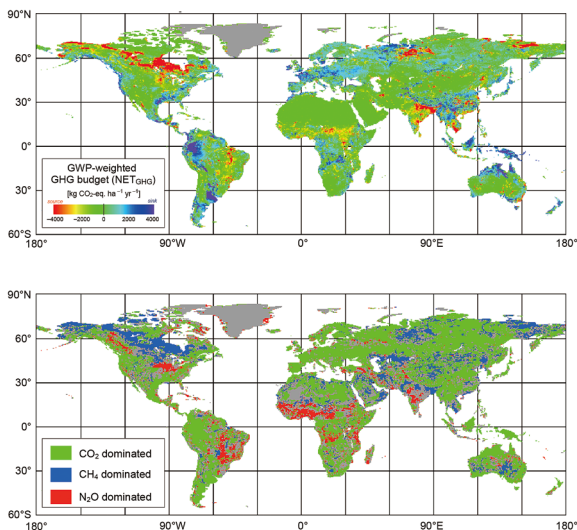 90°N
60°
30°
0°
30°
60°S
GWP-weighted
GHG budget (NETGHG)
[kg CO2-eq. ha⁻¹ yr⁻¹]
source sink
−4000 −2000 0 2000 4000
180° 90°W 0° 90°E 180°
90°N
60°
30°
0°
30°
60°S
CO2 dominated
CH4 dominated
N2O dominated
180° 90°W 0° 90°E 180°